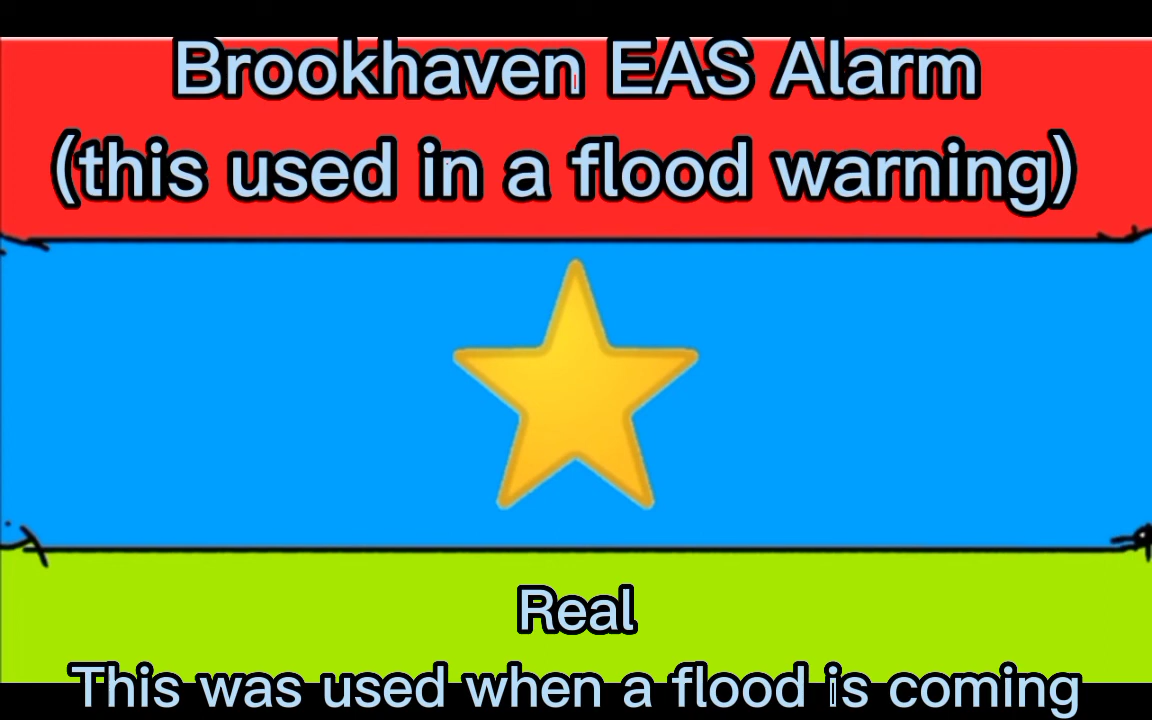 Brookhaven EAS Alarm
(this used in a flood warning)
Real
This was used when a flood is coming